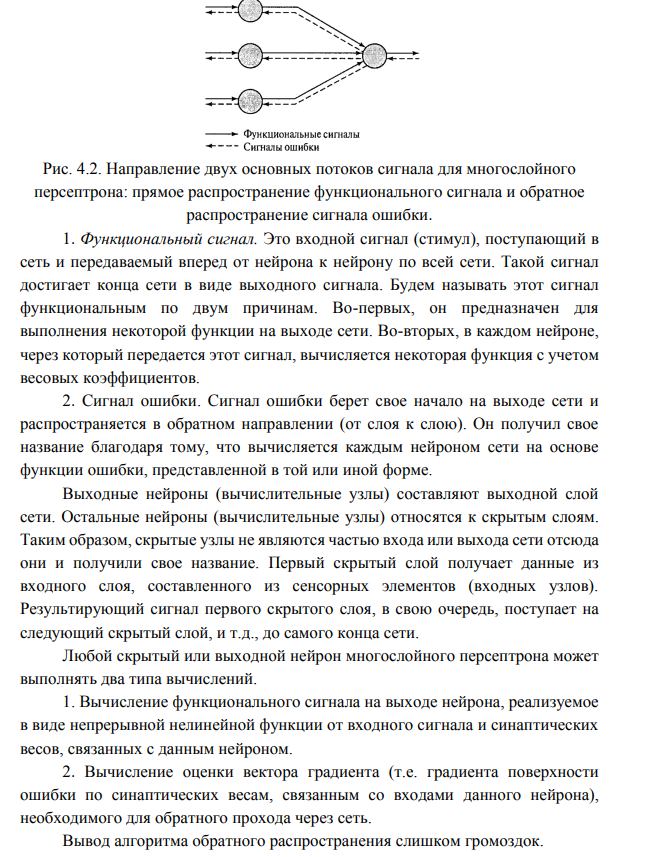 Функциональные сигналы
Сигналы ошибки
Рис. 4.2. Направление двух основных потоков сигнала для многослойного
персептрона: прямое распространение функционального сигнала и обратное
распространение сигнала ошибки.
1. Функциональный сигнал. Это входной сигнал (стимул), поступающий в
сеть и передаваемый вперед от нейрона к нейрону по всей сети. Такой сигнал
достигает конца сети в виде выходного сигнала. Будем называть этот сигнал
функциональным по двум причинам. Во-первых, он предназначен для
выполнения некоторой функции на выходе сети. Во-вторых, в каждом нейроне,
через который передается этот сигнал, вычисляется некоторая функция с учетом
весовых коэффициентов.
2. Сигнал ошибки. Сигнал ошибки берет свое начало на выходе сети и
распространяется в обратном направлении (от слоя к слою). Он получил свое
название благодаря тому, что вычисляется каждым нейроном сети на основе
функции ошибки, представленной в той или иной форме.
Выходные нейроны (вычислительные узлы) составляют выходной слой
сети. Остальные нейроны (вычислительные узлы) относятся к скрытым слоям.
Таким образом, скрытые узлы не являются частью входа или выхода сети отсюда
они и получили свое название. Первый скрытый слой получает данные из
входного слоя, составленного из сенсорных элементов (входных узлов).
Результирующий сигнал первого скрытого слоя, в свою очередь, поступает на
следующий скрытый слой, и т.д., до самого конца сети.
Любой скрытый или выходной нейрон многослойного персептрона может
выполнять два типа вычислений.
1. Вычисление функционального сигнала на выходе нейрона, реализуемое
в виде непрерывной нелинейной функции от входного сигнала и синаптических
весов, связанных с данным нейроном.
2. Вычисление оценки вектора градиента (т.е. градиента поверхности
ошибки по синаптических весам, связанным со входами данного нейрона),
необходимого для обратного прохода через сеть.
Вывод алгоритма обратного распространения слишком громоздок.